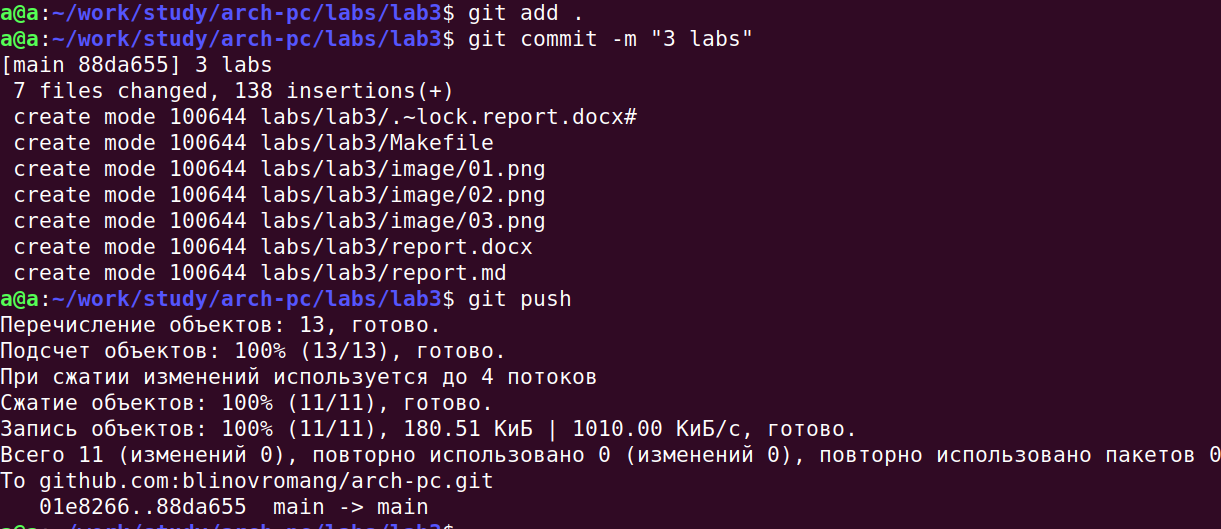 a@a:~/work/study/arch-pc/labs/lab3$ git add .
a@a:~/work/study/arch-pc/labs/lab3$ git commit -m "3 labs"
[main 88da655] 3 labs
 7 files changed, 138 insertions(+)
 create mode 100644 labs/lab3/.~lock.report.docx#
 create mode 100644 labs/lab3/Makefile
 create mode 100644 labs/lab3/image/01.png
 create mode 100644 labs/lab3/image/02.png
 create mode 100644 labs/lab3/image/03.png
 create mode 100644 labs/lab3/report.docx
 create mode 100644 labs/lab3/report.md
a@a:~/work/study/arch-pc/labs/lab3$ git push
Перечисление объектов: 13, готово.
Подсчет объектов: 100% (13/13), готово.
При сжатии изменений используется до 4 потоков
Сжатие объектов: 100% (11/11), готово.
Запись объектов: 100% (11/11), 180.51 КиБ | 1010.00 КиБ/с, готово.
Всего 11 (изменений 0), повторно использовано 0 (изменений 0), повторно использовано пакетов 0
To github.com:blinovromang/arch-pc.git
   01e8266..88da655  main -> main
a@a:~/work/study/arch-pc/labs/lab3$